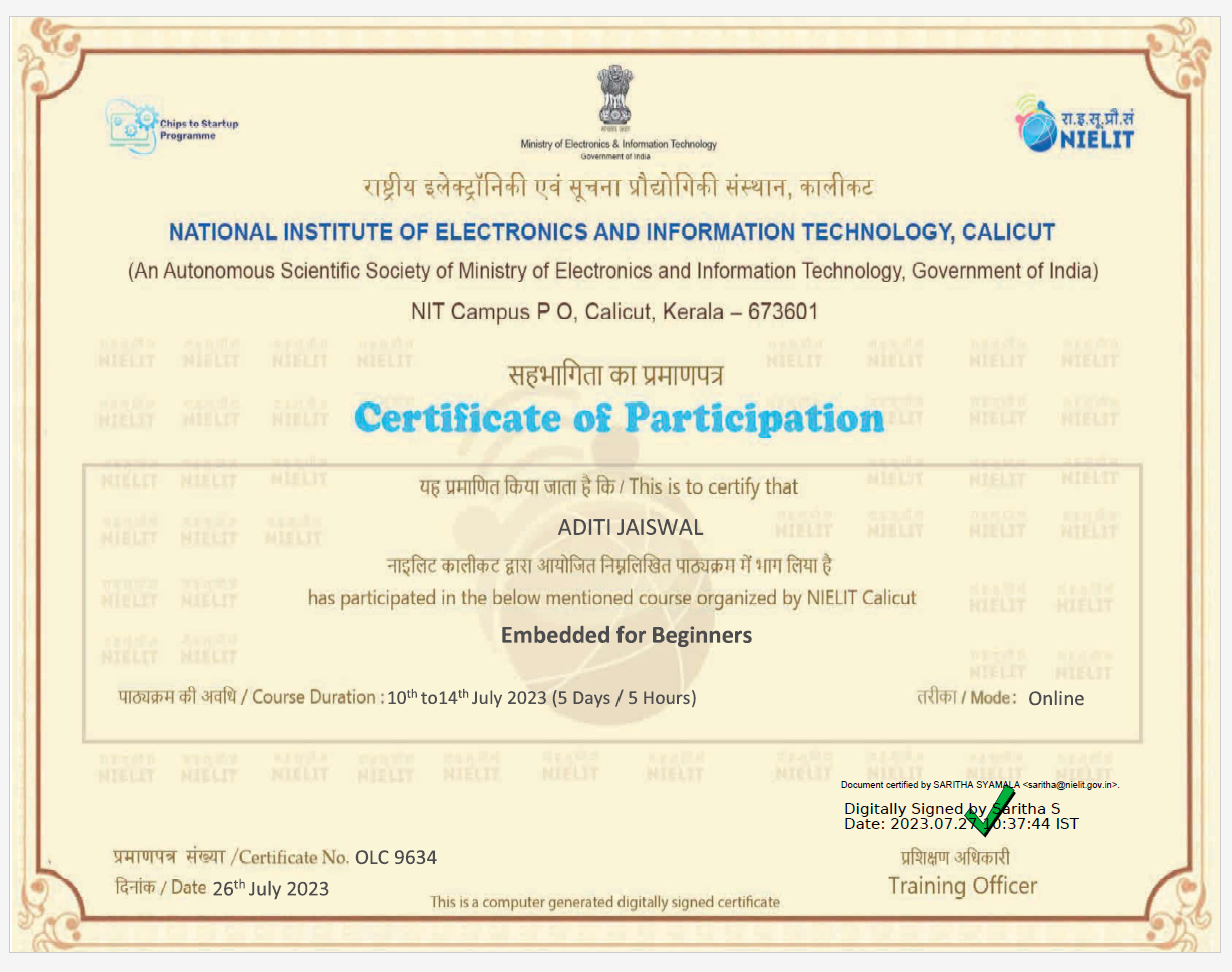 Chips to Startup
Programme
Ministry of Electronics & Information Technology
Government of India
रा.इ.सू.प्रौ.सं
NIELIT
राष्ट्रीय इलेक्ट्रॉनिकी एवं सूचना प्रौद्योगिकी संस्थान, कालीकट
NATIONAL INSTITUTE OF ELECTRONICS AND INFORMATION TECHNOLOGY, CALICUT
(An Autonomous Scientific Society of Ministry of Electronics and Information Technology, Government of India)
NIT Campus P O, Calicut, Kerala – 673601
सहभागिता का प्रमाणपत्र
Certificate of Participation
यह प्रमाणित किया जाता है कि / This is to certify that
ADITI JAISWAL
नाइलिट कालीकट द्वारा आयोजित निम्नलिखित पाठ्यक्रम में भाग लिया है
has participated in the below mentioned course organized by NIELIT Calicut
Embedded for Beginners
पाठ्यक्रम की अवधि / Course Duration : 10th to14th July 2023 (5 Days / 5 Hours)
तरीका / Mode: Online
Document certified by SARITHA SYAMALA <saritha@nielit.gov.in>.
Digitally Signed by Saritha S
Date: 2023.07.27 10:37:44 IST
प्रमाणपत्र संख्या /Certificate No. OLC 9634
प्रशिक्षण अधिकारी
दिनांक / Date 26th July 2023
Training Officer
This is a computer generated digitally signed certificate